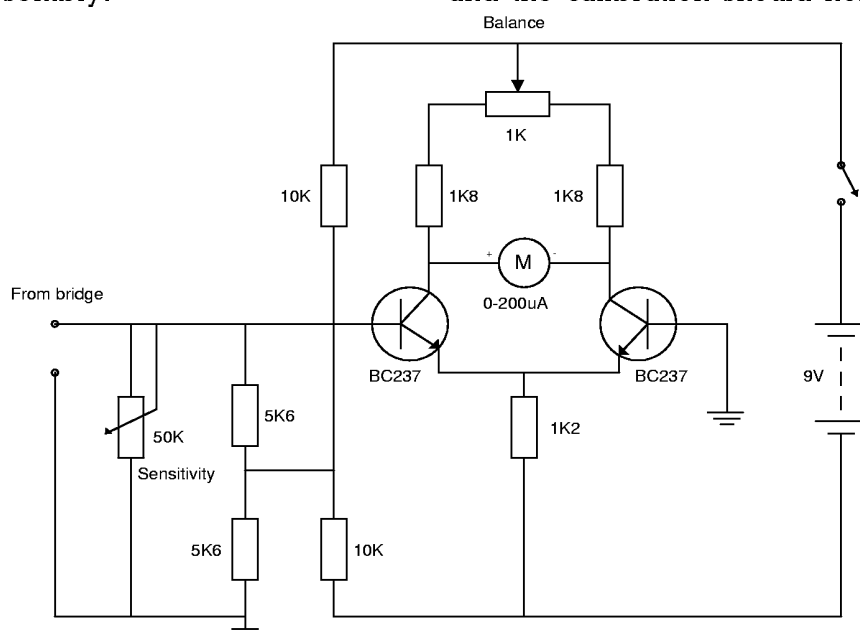 Balance
1K
10K
1K8
1K8
+
M
-
0-200uA
From bridge
BC237
BC237
9V
5K6
50K
1K2
Sensitivity
5K6
10K